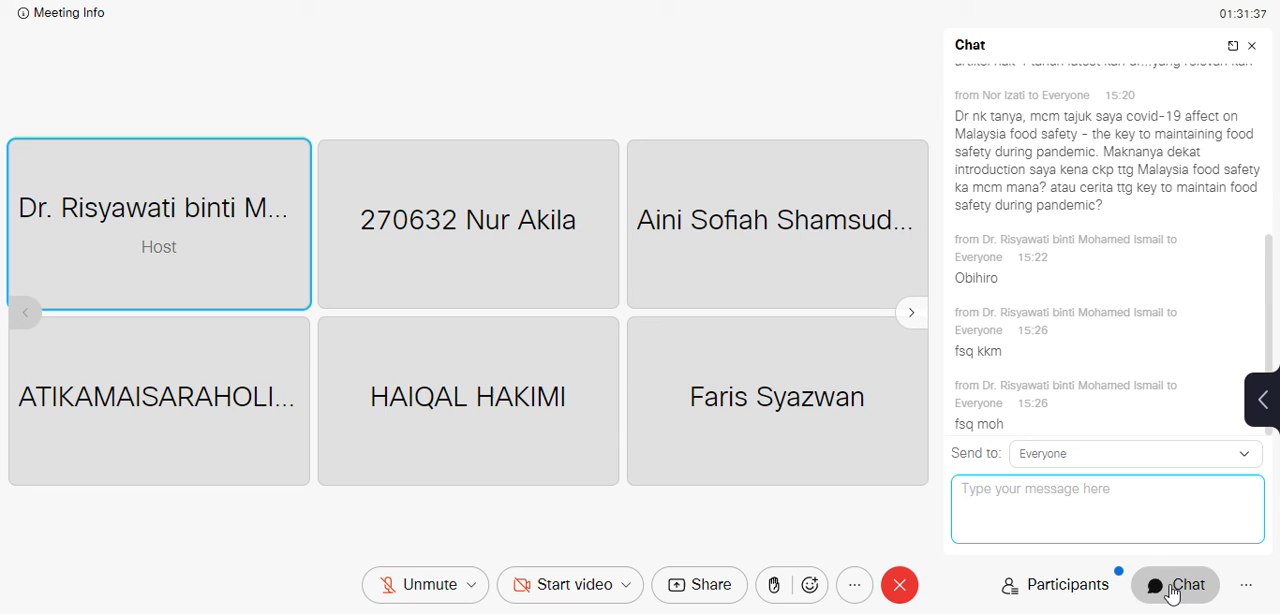 Meeting Info
01:31:37
Dr. Risyawati binti M...
Host
270632 Nur Akila
Aini Sofiah Shamsud...
ATIKAMAISARAHOLI...
HAIQAL HAKIMI
Faris Syazwan
Chat
from Nor Izati to Everyone 15:20
Dr nk tanya, mcm tajuk saya covid-19 affect on
Malaysia food safety - the key to maintaining food
safety during pandemic. Maknanya dekat
introduction saya kena ckp ttg Malaysia food safety
ka mcm mana? atau cerita ttg key to maintain food
safety during pandemic?
from Dr. Risyawati binti Mohamed Ismail to
Everyone 15:22
Obihiro
from Dr. Risyawati binti Mohamed Ismail to
Everyone 15:26
fsq kkm
from Dr. Risyawati binti Mohamed Ismail to
Everyone 15:26
fsq moh
Send to: Everyone
Type your message here
Unmute
Start video
Share
Participants
Chat